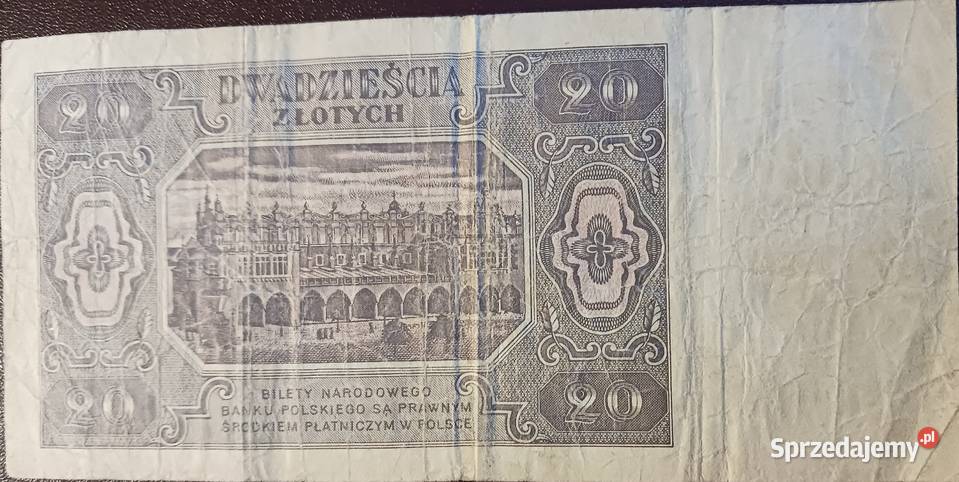 20
DWADZIEŚCIA
ZŁOTYCH
20
BILETY NARODOWEGO
BANKU POLSKIEGO SĄ PRAWNYM
ŚRODKIEM PŁATNICZYM W POLSCE
20
20
Sprzedajemy.pl